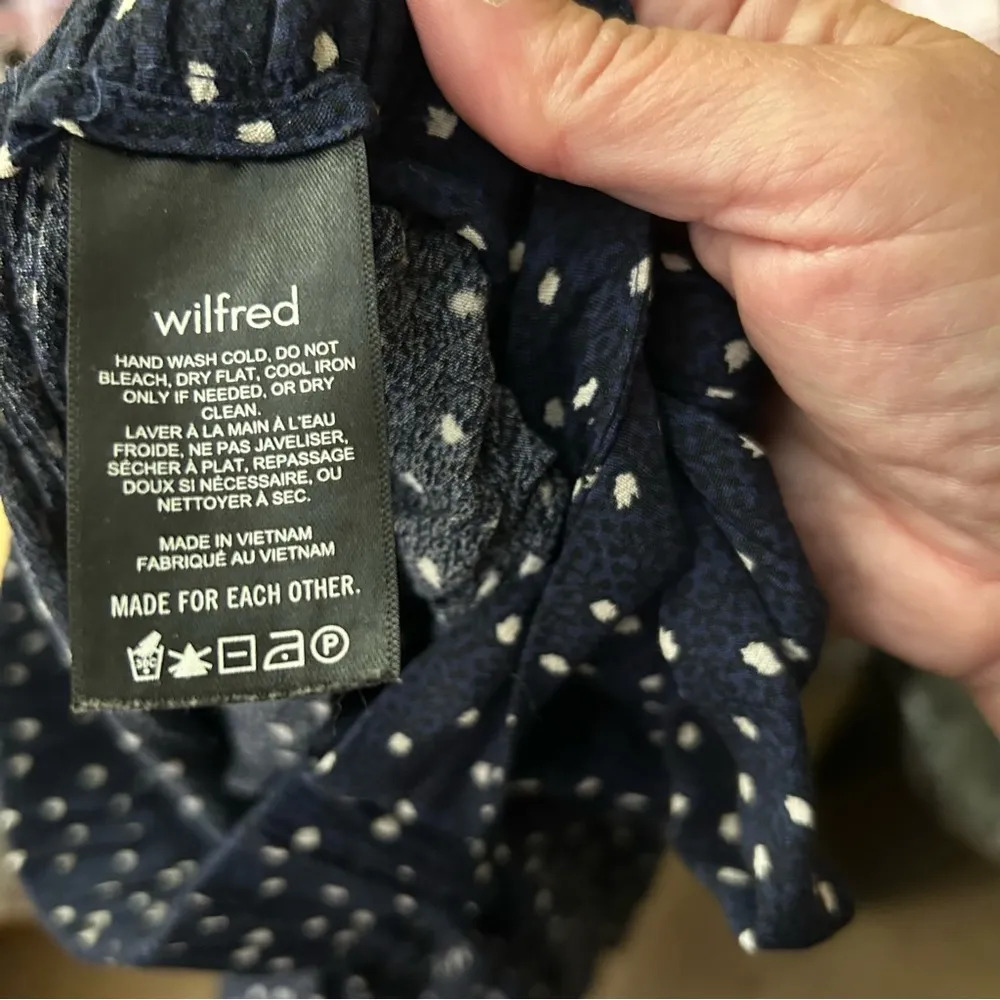 wilfred
HAND WASH COLD, DO NOT
BLEACH, DRY FLAT, COOL IRON
ONLY IF NEEDED, OR DRY
CLEAN.
LAVER À LA MAIN À L'EAU
FROIDE, NE PAS JAVELISER,
SÉCHER À PLAT, REPASSAGE
DOUX SI NÉCESSAIRE, OU
NETTOYER À SEC.
MADE IN VIETNAM
FABRIQUÉ AU VIETNAM
MADE FOR EACH OTHER.
30C P